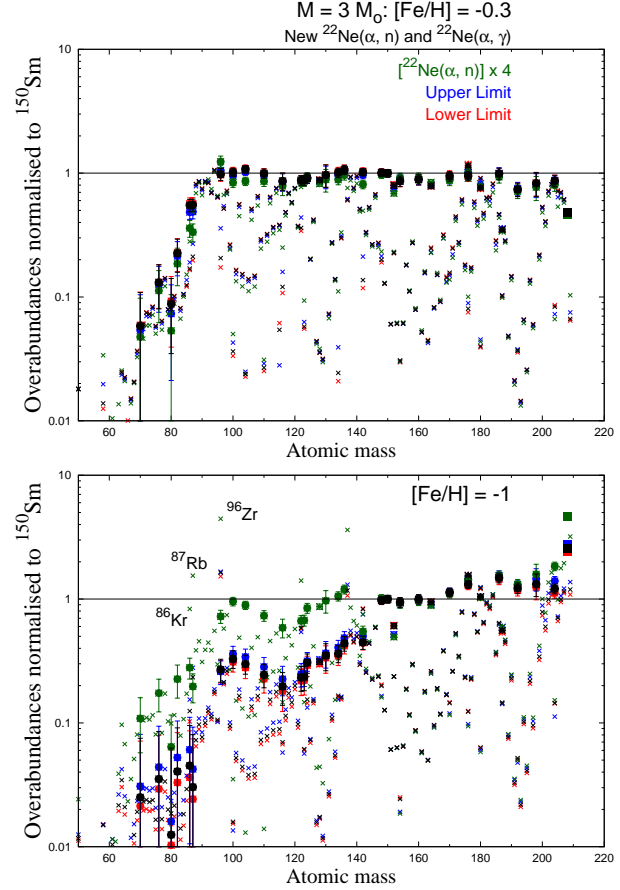 M = 3 M₀: [Fe/H] = -0.3
New ²²Ne(α, n) and ²²Ne(α, γ)
[²²Ne(α, n)] x 4
Upper Limit
Lower Limit
Overabundances normalised to ¹⁵⁰Sm
10
1
0.1
0.01
60 80 100 120 140 160 180 200 220
Atomic mass
[Fe/H] = -1
⁹⁶Zr
⁸⁷Rb
⁸⁶Kr
Overabundances normalised to ¹⁵⁰Sm
10
1
0.1
0.01
60 80 100 120 140 160 180 200 220
Atomic mass